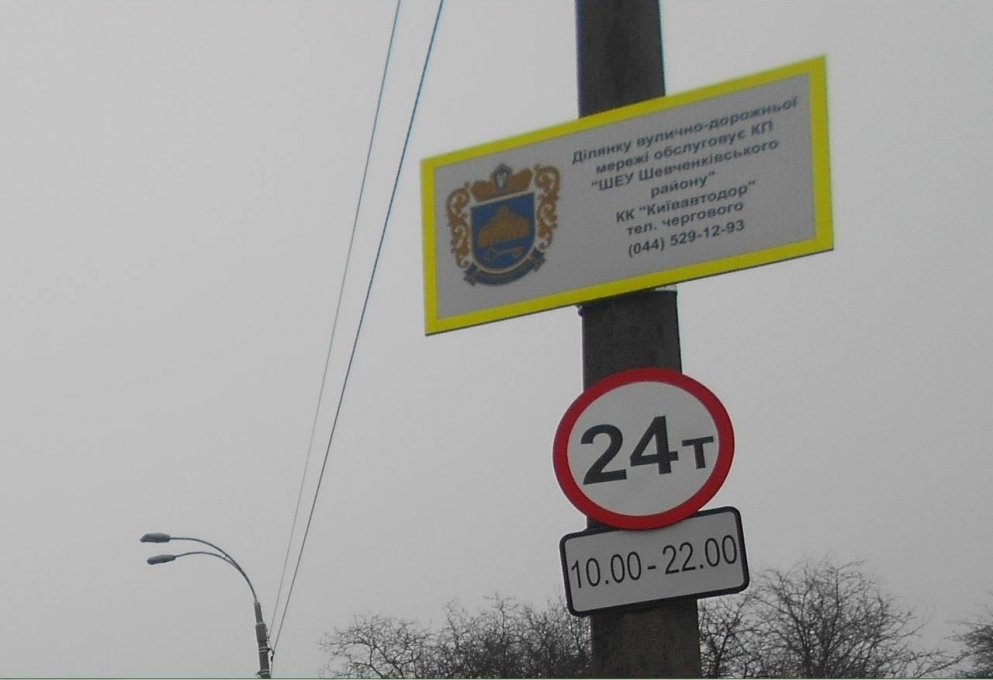 Ділянку вулично-дорожньої
мережі обслуговує КП
"ШЕУ Шевченківського
району"
КК "Київавтодор"
тел. чергового
(044) 529-12-93
24т
10.00-22.00